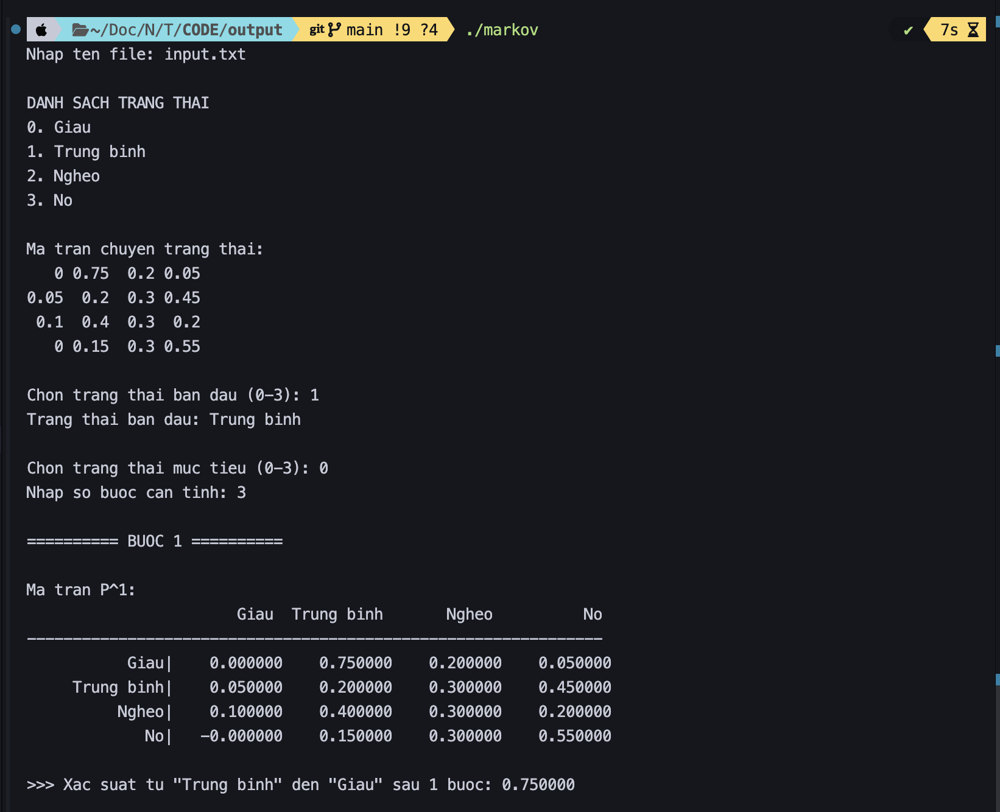 ~/Doc/N/T/CODE/output git main !9 ?4 ./markov ✔ 7s
Nhap ten file: input.txt
DANH SACH TRANG THAI
0. Giau
1. Trung binh
2. Ngheo
3. No
Ma tran chuyen trang thai:
0 0.75 0.2 0.05
0.05 0.2 0.3 0.45
0.1 0.4 0.3 0.2
0 0.15 0.3 0.55
Chon trang thai ban dau (0-3): 1
Trang thai ban dau: Trung binh
Chon trang thai muc tieu (0-3): 0
Nhap so buoc can tinh: 3
========== BUOC 1 ==========
Ma tran P^1:
Giau Trung binh Ngheo No
---------------------------------------------------------------
Giau| 0.000000 0.750000 0.200000 0.050000
Trung binh| 0.050000 0.200000 0.300000 0.450000
Ngheo| 0.100000 0.400000 0.300000 0.200000
No| -0.000000 0.150000 0.300000 0.550000
>>> Xac suat tu "Trung binh" den "Giau" sau 1 buoc: 0.750000